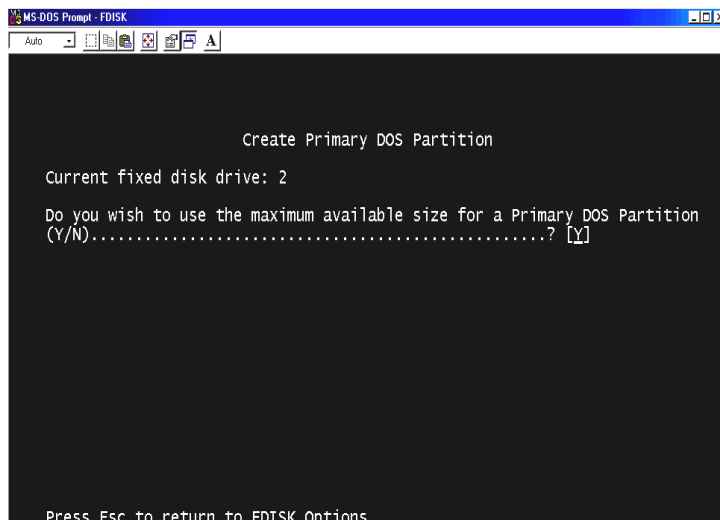 MS-DOS Prompt - FDISK
Auto
A
Create Primary DOS Partition
Current fixed disk drive: 2
Do you wish to use the maximum available size for a Primary DOS Partition
(Y/N)..................................................? [Y]
Press Esc to return to FDISK Options